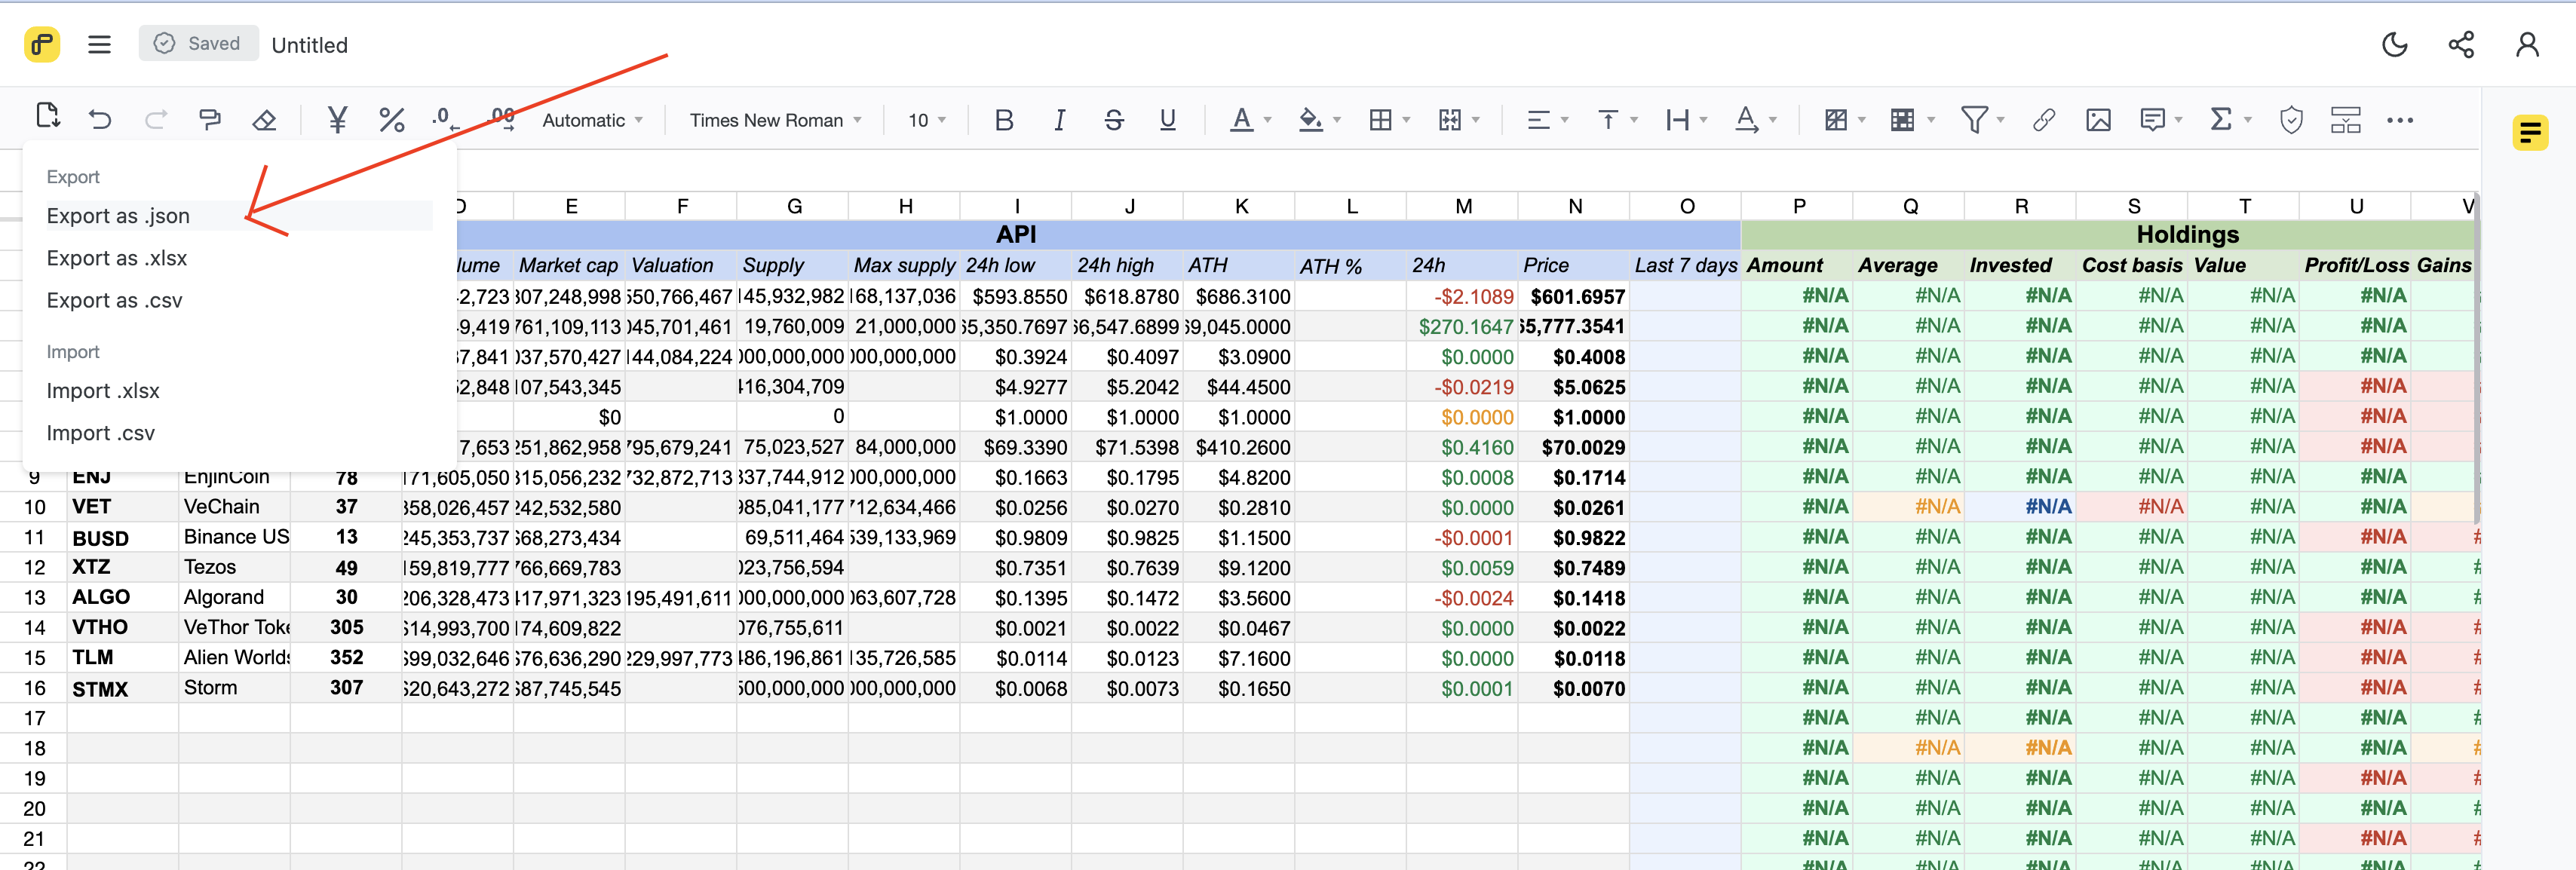 Saved Untitled
¥ % .0 .00 Automatic Times New Roman 10 B I S U A H A Σ
Export
Export as .json
Export as .xlsx
Export as .csv
Import
Import .xlsx
Import .csv
D E F G H I J K L M N O P Q R S T U V
API Holdings
lume Market cap Valuation Supply Max supply 24h low 24h high ATH ATH % 24h Price Last 7 days Amount Average Invested Cost basis Value Profit/Loss Gains
2,723 307,248,998 550,766,467 145,932,982 168,137,036 $593.8550 $618.8780 $686.3100 -$2.1089 $601.6957 #N/A #N/A #N/A #N/A #N/A #N/A
9,419 761,109,113 045,701,461 19,760,009 21,000,000 65,350.7697 66,547.6899 69,045.0000 $270.1647 65,777.3541 #N/A #N/A #N/A #N/A #N/A #N/A
7,841 037,570,427 144,084,224 000,000,000 000,000,000 $0.3924 $0.4097 $3.0900 $0.0000 $0.4008 #N/A #N/A #N/A #N/A #N/A #N/A
52,848 107,543,345 416,304,709 $4.9277 $5.2042 $44.4500 -$0.0219 $5.0625 #N/A #N/A #N/A #N/A #N/A #N/A
$0 0 $1.0000 $1.0000 $1.0000 $0.0000 $1.0000 #N/A #N/A #N/A #N/A #N/A #N/A
7,653 251,862,958 795,679,241 75,023,527 84,000,000 $69.3390 $71.5398 $410.2600 $0.4160 $70.0029 #N/A #N/A #N/A #N/A #N/A #N/A
9 ENJ EnjinCoin 78 171,605,050 315,056,232 732,872,713 337,744,912 000,000,000 $0.1663 $0.1795 $4.8200 $0.0008 $0.1714 #N/A #N/A #N/A #N/A #N/A #N/A
10 VET VeChain 37 358,026,457 242,532,580 985,041,177 712,634,466 $0.0256 $0.0270 $0.2810 $0.0000 $0.0261 #N/A #N/A #N/A #N/A #N/A #N/A
11 BUSD Binance US 13 245,353,737 668,273,434 69,511,464 539,133,969 $0.9809 $0.9825 $1.1500 -$0.0001 $0.9822 #N/A #N/A #N/A #N/A #N/A #N/A #
12 XTZ Tezos 49 159,819,777 766,669,783 023,756,594 $0.7351 $0.7639 $9.1200 $0.0059 $0.7489 #N/A #N/A #N/A #N/A #N/A #N/A #
13 ALGO Algorand 30 206,328,473 417,971,323 195,491,611 000,000,000 063,607,728 $0.1395 $0.1472 $3.5600 -$0.0024 $0.1418 #N/A #N/A #N/A #N/A #N/A #N/A #
14 VTHO VeThor Toke 305 614,993,700 174,609,822 076,755,611 $0.0021 $0.0022 $0.0467 $0.0000 $0.0022 #N/A #N/A #N/A #N/A #N/A #N/A #
15 TLM Alien Worlds 352 699,032,646 576,636,290 229,997,773 486,196,861 135,726,585 $0.0114 $0.0123 $7.1600 $0.0000 $0.0118 #N/A #N/A #N/A #N/A #N/A #N/A #
16 STMX Storm 307 620,643,272 687,745,545 500,000,000 000,000,000 $0.0068 $0.0073 $0.1650 $0.0001 $0.0070 #N/A #N/A #N/A #N/A #N/A #N/A #
17 #N/A #N/A #N/A #N/A #N/A #N/A #
18 #N/A #N/A #N/A #N/A #N/A #N/A #
19 #N/A #N/A #N/A #N/A #N/A #N/A #
20 #N/A #N/A #N/A #N/A #N/A #N/A #
21 #N/A #N/A #N/A #N/A #N/A #N/A #
22 #N/A #N/A #N/A #N/A #N/A #N/A #